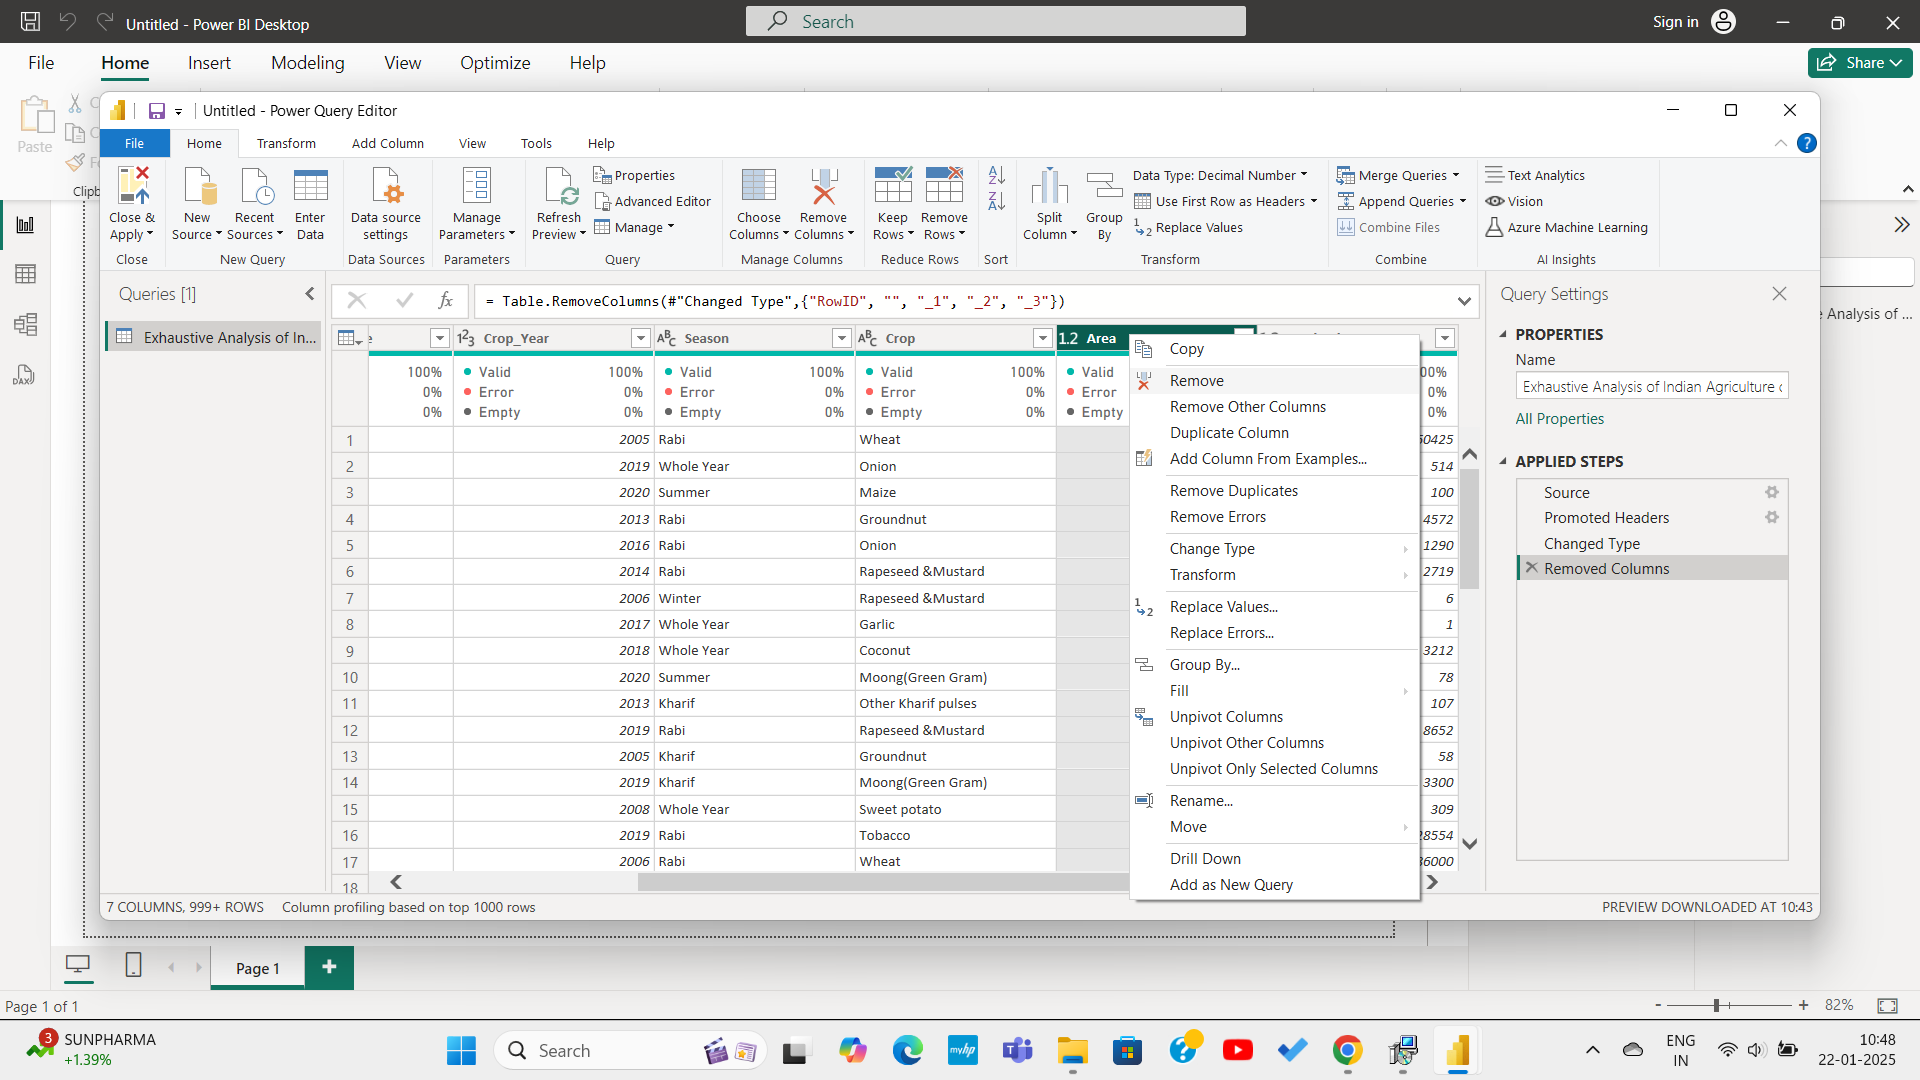 Untitled - Power BI Desktop
Search
Sign in
File
Home
Insert
Modeling
View
Optimize
Help
Share
Paste
Untitled - Power Query Editor
File
Home
Transform
Add Column
View
Tools
Help
Close & Apply
New Source
Recent Sources
Enter Data
Data source settings
Manage Parameters
Refresh Preview
Properties
Advanced Editor
Manage
Choose Columns
Remove Columns
Keep Rows
Remove Rows
Split Column
Group By
Data Type: Decimal Number
Use First Row as Headers
Replace Values
Merge Queries
Append Queries
Combine Files
Text Analytics
Vision
Azure Machine Learning
Close
New Query
Data Sources
Parameters
Query
Manage Columns
Reduce Rows
Sort
Transform
Combine
AI Insights
Queries [1]
Exhaustive Analysis of In...
= Table.RemoveColumns(#"Changed Type",{"RowID", "", "_1", "_2", "_3"})
Crop_Year
Season
Crop
1.2 Area
100% Valid 100% Valid 100% Valid 100% Valid
0% Error 0% Error 0% Error 0% Error 0%
0% Empty 0% Empty 0% Empty 0% Empty 0%
1 2005 Rabi Wheat
2 2019 Whole Year Onion 514
3 2020 Summer Maize 100
4 2013 Rabi Groundnut 4572
5 2016 Rabi Onion 1290
6 2014 Rabi Rapeseed &Mustard 2719
7 2006 Winter Rapeseed &Mustard 6
8 2017 Whole Year Garlic 1
9 2018 Whole Year Coconut 3212
10 2020 Summer Moong(Green Gram) 78
11 2013 Kharif Other Kharif pulses 107
12 2019 Rabi Rapeseed &Mustard 8652
13 2005 Kharif Groundnut 58
14 2019 Kharif Moong(Green Gram) 3300
15 2008 Whole Year Sweet potato 309
16 2019 Rabi Tobacco
17 2006 Rabi Wheat
18
Copy
Remove
Remove Other Columns
Duplicate Column
Add Column From Examples...
Remove Duplicates
Remove Errors
Change Type
Transform
Replace Values...
Replace Errors...
Group By...
Fill
Unpivot Columns
Unpivot Other Columns
Unpivot Only Selected Columns
Rename...
Move
Drill Down
Add as New Query
Query Settings
PROPERTIES
Name
Exhaustive Analysis of Indian Agriculture
All Properties
APPLIED STEPS
Source
Promoted Headers
Changed Type
Removed Columns
Analysis of ...
7 COLUMNS, 999+ ROWS
Column profiling based on top 1000 rows
PREVIEW DOWNLOADED AT 10:43
Page 1
Page 1 of 1
82%
3
SUNPHARMA
+1.39%
Search
ENG
IN
10:48
22-01-2025